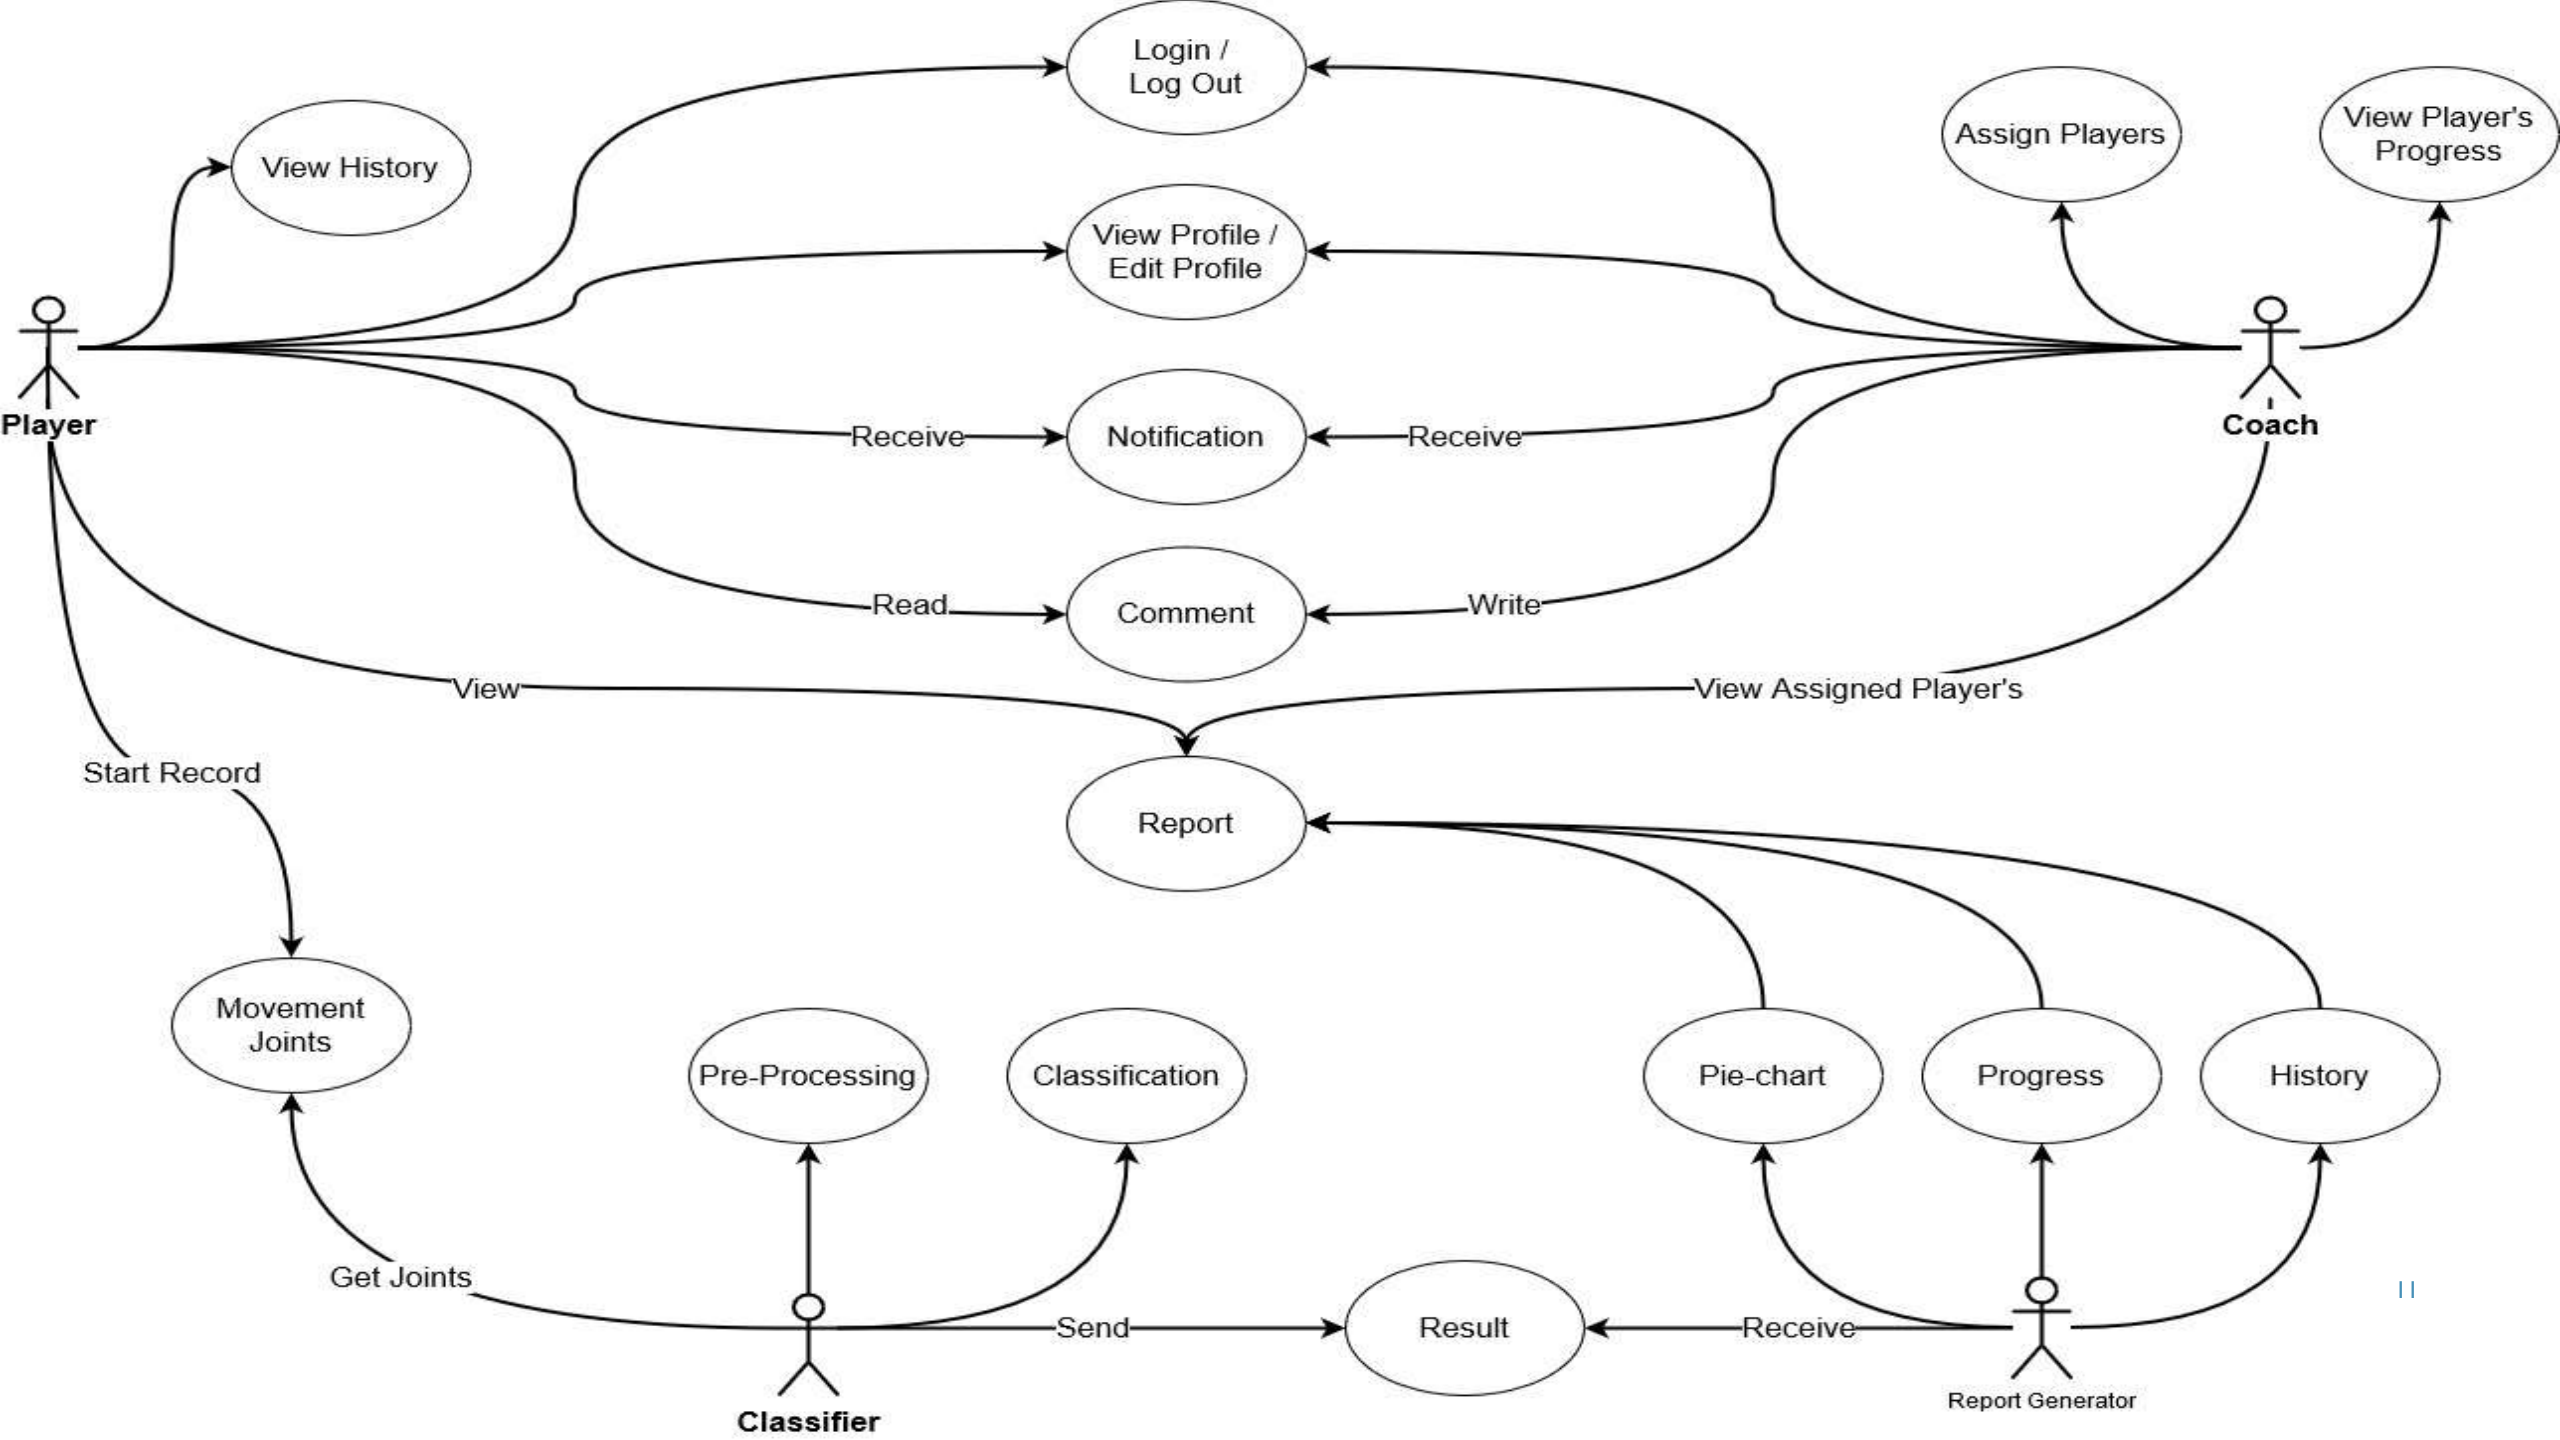 Login /
Log Out
View History
Assign Players
View Player's
Progress
View Profile /
Edit Profile
Player
Coach
Receive
Notification
Receive
Read
Comment
Write
View
View Assigned Player's
Start Record
Report
Movement
Joints
Pre-Processing
Classification
Pie-chart
Progress
History
Get Joints
Send
Result
Receive
Classifier
Report Generator
11